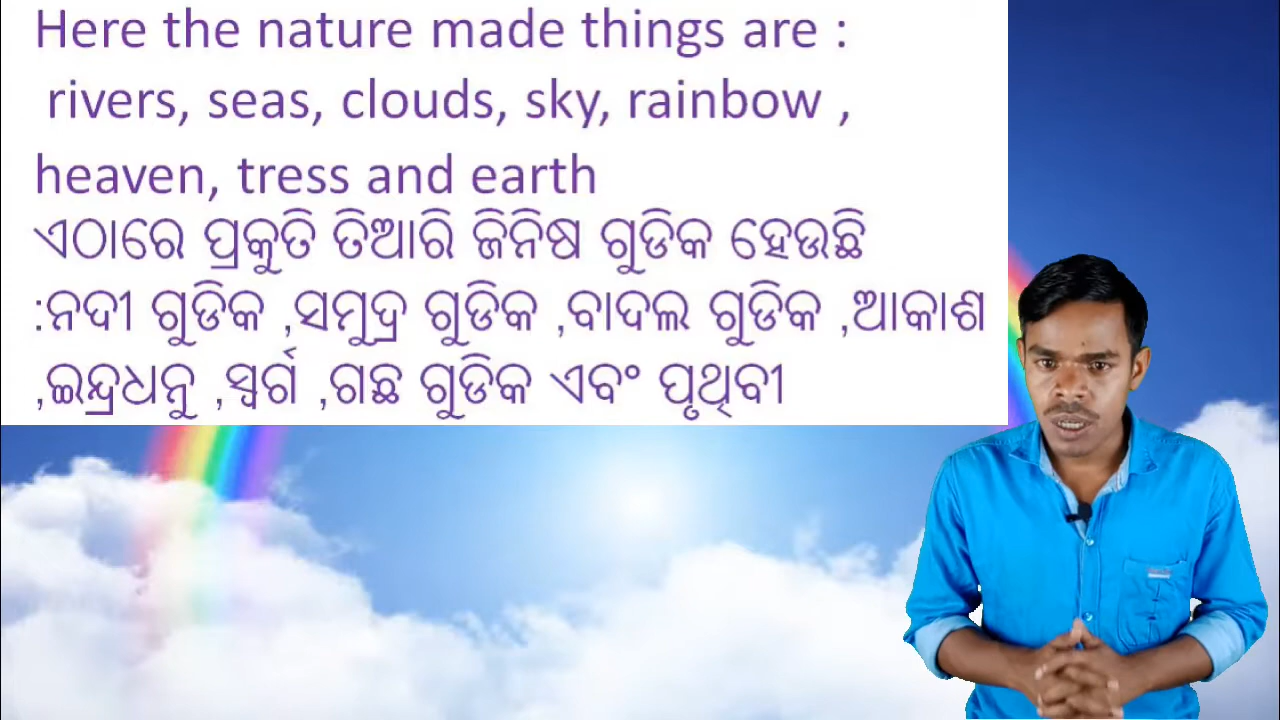 Here the nature made things are :
rivers, seas, clouds, sky, rainbow ,
heaven, tress and earth
ଏଠାରେ ପ୍ରକୃତି ତିଆରି ଜିନିଷ ଗୁଡିକ ହେଉଛି
:ନଦୀ ଗୁଡିକ ,ସମୁଦ୍ର ଗୁଡିକ ,ବାଦଲ ଗୁଡିକ ,ଆକାଶ
,ଇନ୍ଦ୍ରଧନୁ ,ସ୍ୱର୍ଗ ,ଗଛ ଗୁଡିକ ଏବଂ ପୃଥିବୀ